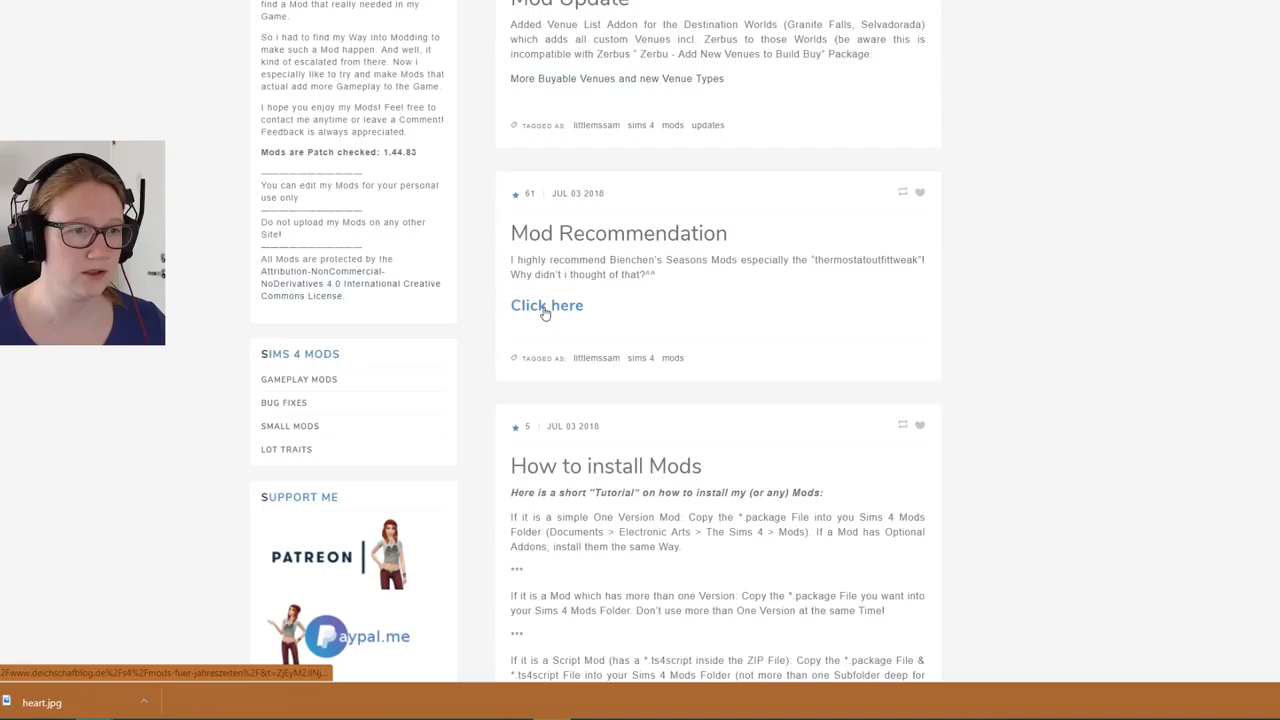 find a Mod that really needed in my
Game.
So i had to find my Way into Modding to
make such a Mod happen. And well, it
kind of escalated from there. Now i
especially like to try and make Mods that
actual add more Gameplay to the Game.
I hope you enjoy my Mods! Feel free to
contact me anytime or leave a Comment!
Feedback is always appreciated.
Mods are Patch checked: 1.44.83
———————————————
You can edit my Mods for your personal
use only
———————————————
Do not upload my Mods on any other
Site!
———————————————
All Mods are protected by the
Attribution-NonCommercial-
NoDerivatives 4.0 International Creative
Commons License.
SIMS 4 MODS
GAMEPLAY MODS
BUG FIXES
SMALL MODS
LOT TRAITS
SUPPORT ME
PATREON
Paypal.me
Mod Update
Added Venue List Addon for the Destination Worlds (Granite Falls, Selvadorada)
which adds all custom Venues incl. Zerbus to those Worlds (be aware this is
incompatible with Zerbus “ Zerbu - Add New Venues to Build Buy” Package.
More Buyable Venues and new Venue Types
TAGGED AS: littlemssam sims 4 mods updates
61 | JUL 03 2018
Mod Recommendation
I highly recommend Bienchen’s Seasons Mods especially the “thermostatoutfittweak”!
Why didn’t i thought of that?^^
Click here
TAGGED AS: littlemssam sims 4 mods
5 | JUL 03 2018
How to install Mods
Here is a short “Tutorial” on how to install my (or any) Mods:
If it is a simple One Version Mod: Copy the *.package File into you Sims 4 Mods
Folder (Documents > Electronic Arts > The Sims 4 > Mods). If a Mod has Optional
Addons, install them the same Way.
***
If it is a Mod which has more than one Version: Copy the *.package File you want into
your Sims 4 Mods Folder. Don’t use more than One Version at the same Time!
***
If it is a Script Mod (has a *.ts4script inside the ZIP File): Copy the *.package File &
*.ts4script File into your Sims 4 Mods Folder (not more than one Subfolder deep for
heart.jpg